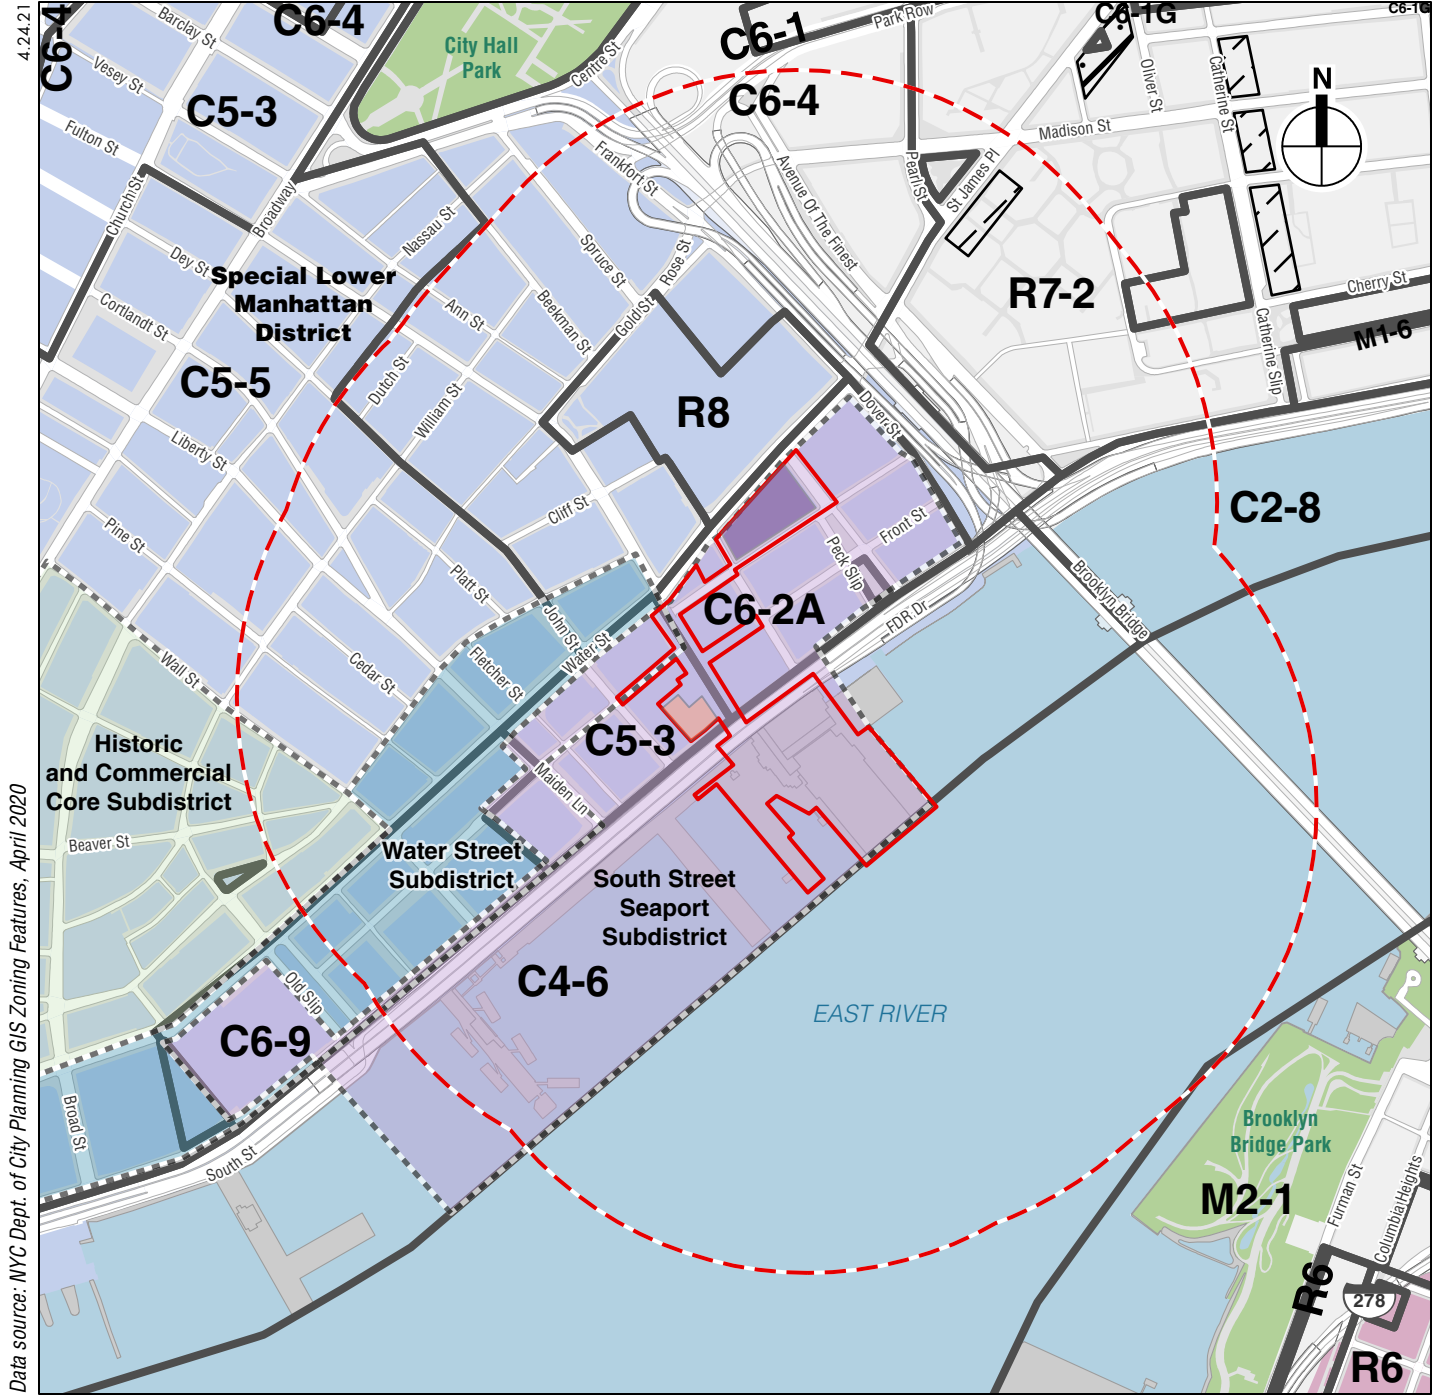 4.24.21
C6-4
C6-4
Barclay St
Vesey St
Fulton St
C5-3
City Hall
Park
Centre St
C6-1
Park Row
C6-4
C6-1G
C6-1G
Oliver St
Catherine St
N
Madison St
Frankfort St
Avenue Of The Finest
Pearl St
St James Pl
Church St
Broadway
Nassau St
Dey St
Special Lower
Manhattan
District
Cortlandt St
Spruce St
Rose St
Gold St
Beekman St
Ann St
R7-2
Cherry St
M1-6
Catherine Slip
C5-5
Dutch St
William St
R8
Dover St
Liberty St
Cliff St
Pine St
Platt St
Front St
Peck Slip
C2-8
C6-2A
FDR Dr
Brooklyn Bridge
John St
Water St
Fletcher St
Cedar St
Wall St
Historic
and Commercial
Core Subdistrict
C5-3
Maiden Ln
Beaver St
Water Street
Subdistrict
South Street
Seaport
Subdistrict
C4-6
Old Slip
C6-9
EAST RIVER
Broad St
South St
Brooklyn
Bridge Park
M2-1
Furman St
Columbia Heights
R6
278
R6
Data source: NYC Dept. of City Planning GIS Zoning Features, April 2020